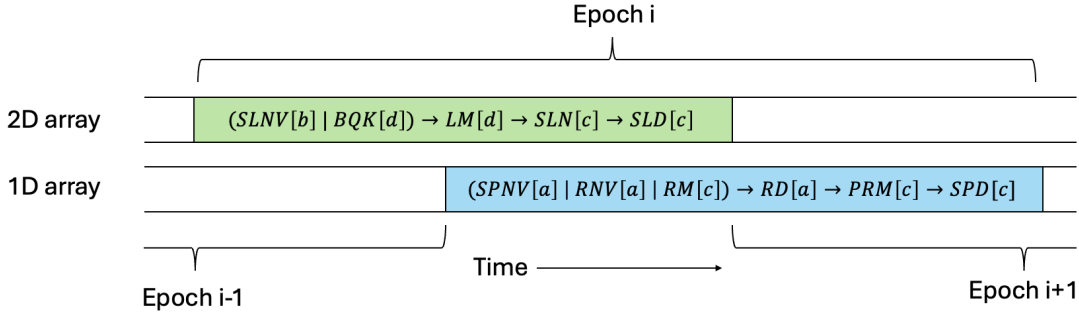 Epoch i
2D array
(SLNV[b] | BQK[d]) → LM[d] → SLN[c] → SLD[c]
1D array
(SPNV[a] | RNV[a] | RM[c]) → RD[a] → PRM[c] → SPD[c]
Time
Epoch i-1
Epoch i+1